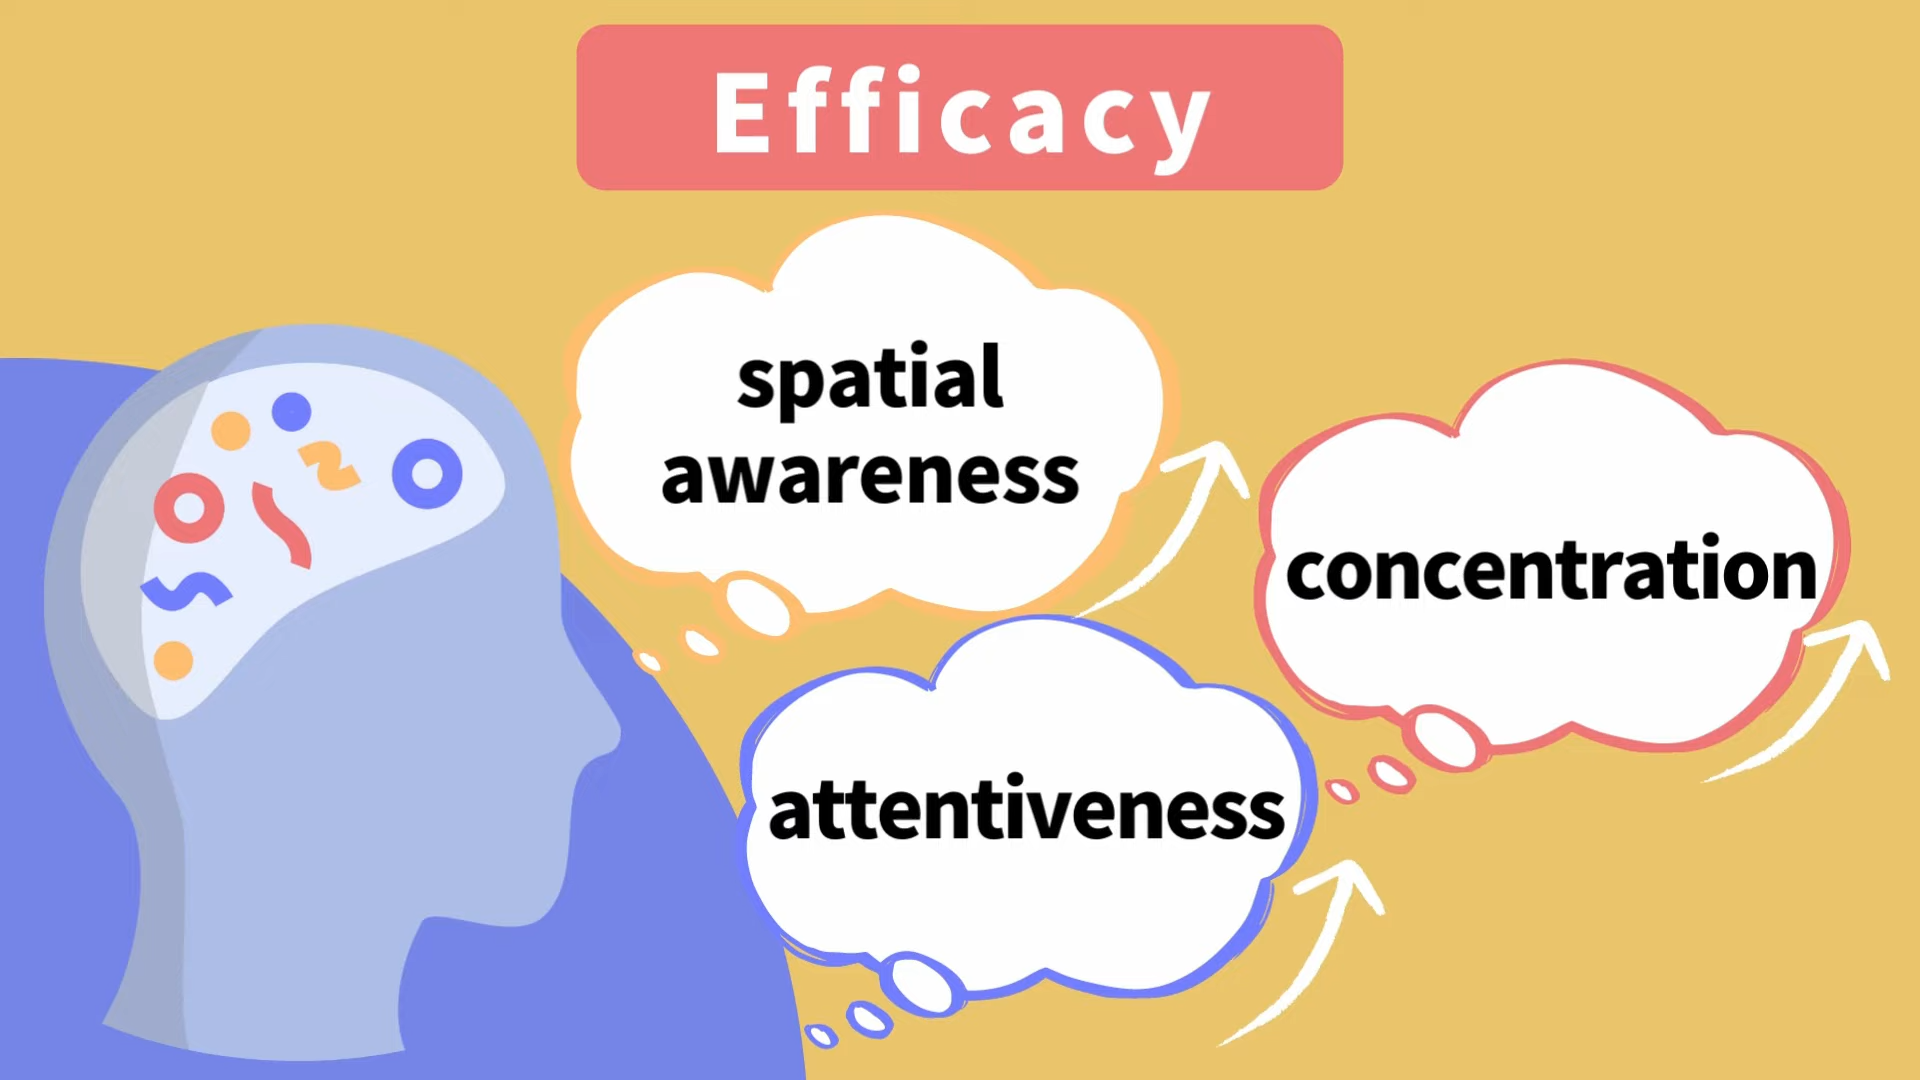 Efficacy
spatial
awareness
concentration
attentiveness